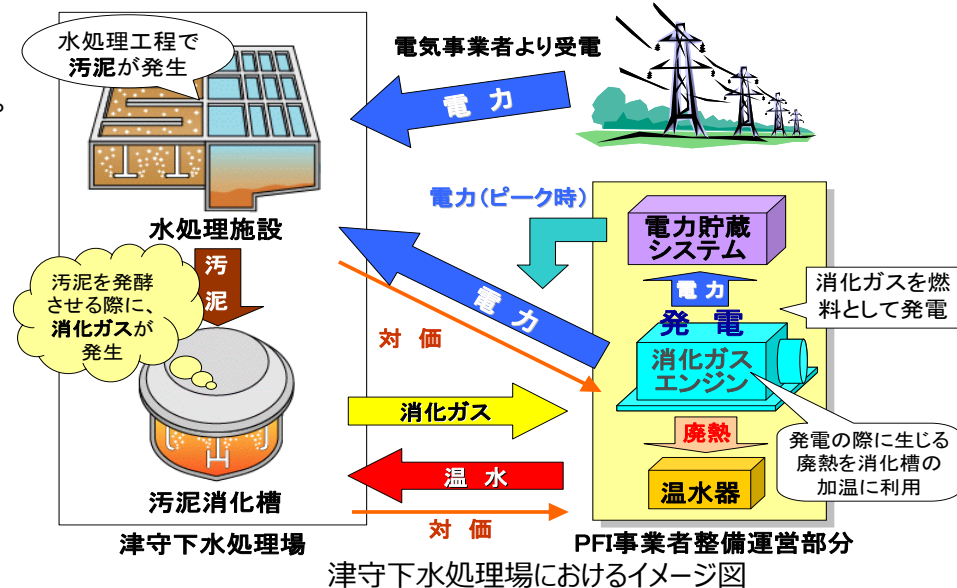 水処理工程で
汚泥が発生
。
電気事業者より受電
電 力
水処理施設
電力(ピーク時)
電力貯蔵
システム
汚
泥
汚泥を発酵
させる際に、
消化ガスが
発生
電 力
電 力
消化ガスを燃
料として発電
発 電
対 価
消化ガス
エンジン
消化ガス
廃熱
発電の際に生じる
廃熱を消化槽の
加温に利用
温 水
温水器
汚泥消化槽
対 価
津守下水処理場
PFI事業者整備運営部分
津守下水処理場におけるイメージ図